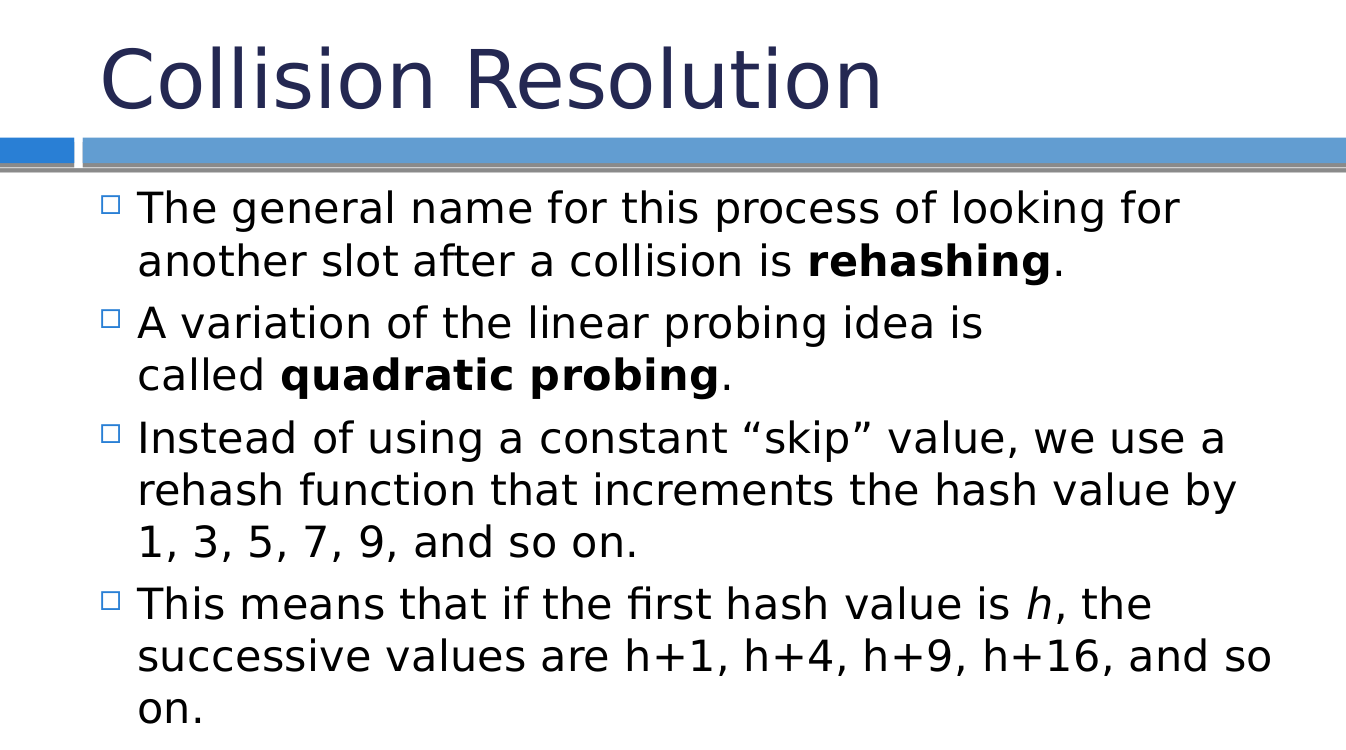 Collision Resolution
The general name for this process of looking for
another slot after a collision is rehashing.
A variation of the linear probing idea is
called quadratic probing.
Instead of using a constant “skip” value, we use a
rehash function that increments the hash value by
1, 3, 5, 7, 9, and so on.
This means that if the first hash value is h, the
successive values are h+1, h+4, h+9, h+16, and so
on.